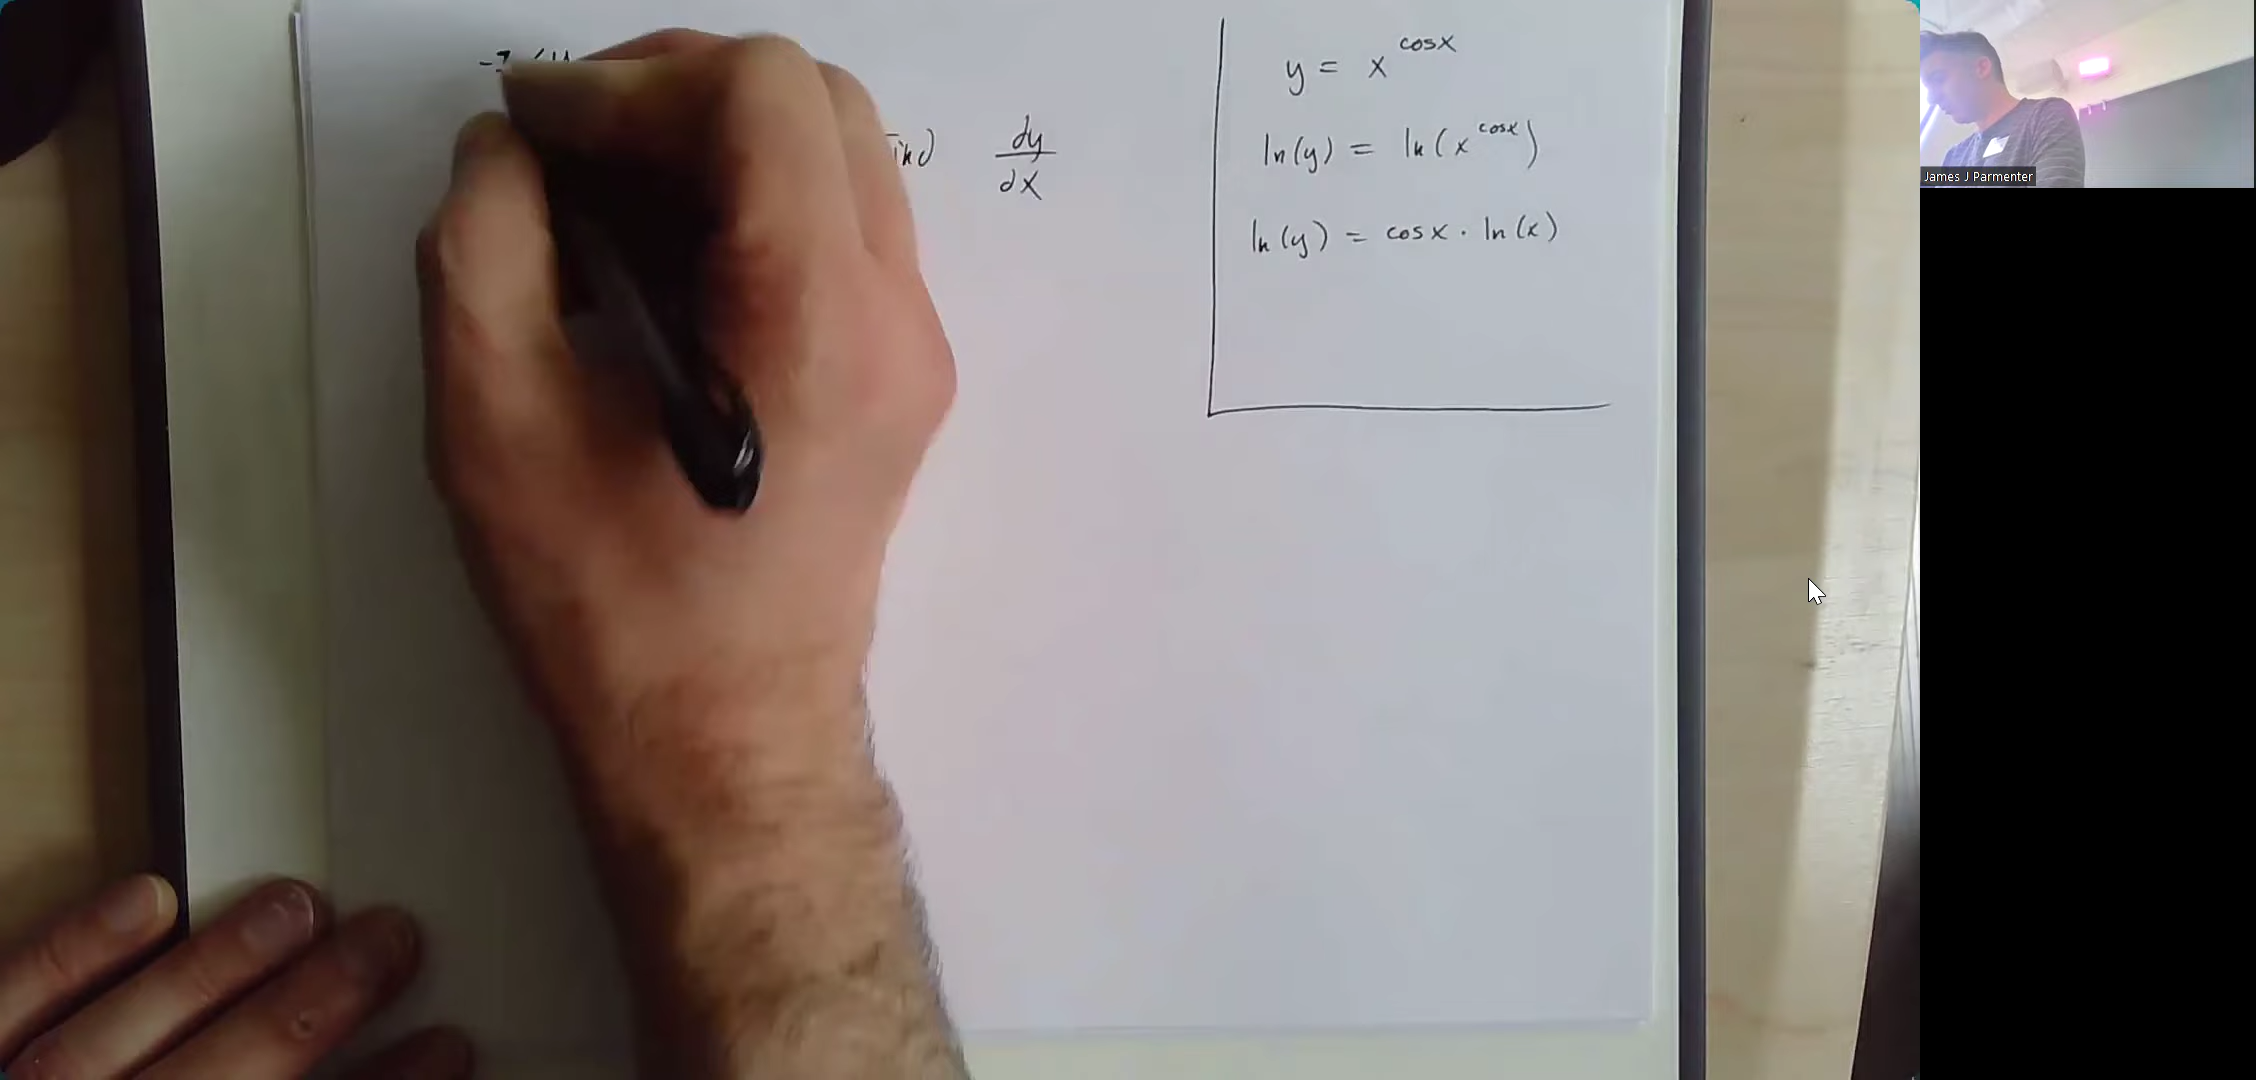 dy
dx
y = x^cosx
ln(y) = ln(x^cosx)
ln(y) = cosx · ln(x)
James J Parmenter